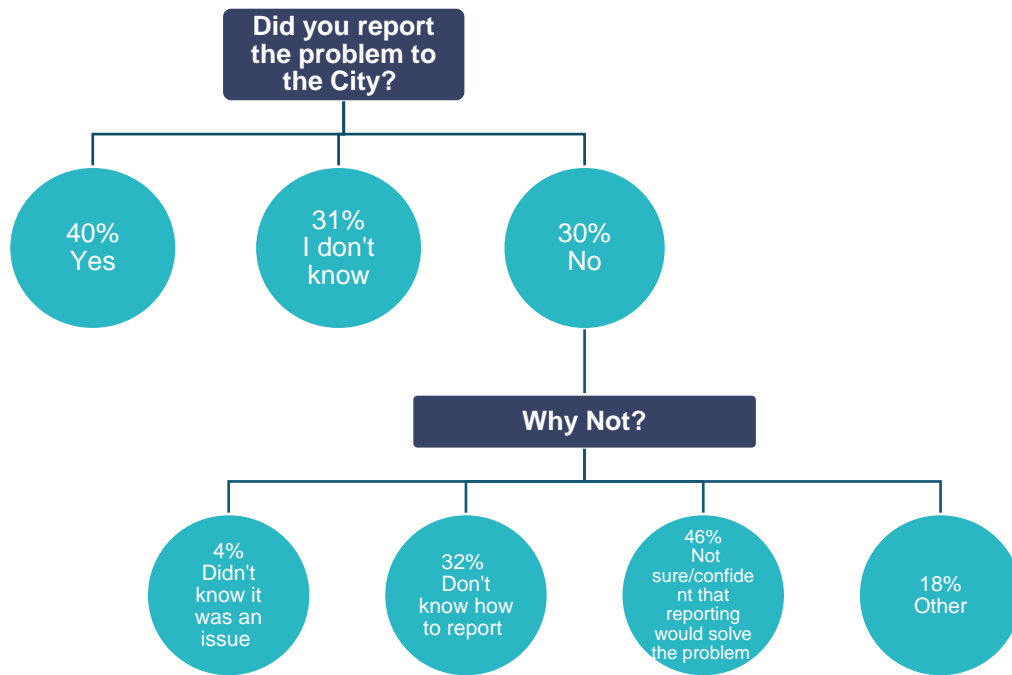 Did you report
the problem to
the City?
40%
Yes
31%
I don't
know
30%
No
Why Not?
4%
Didn't
know it
was an
issue
32%
Don't
know how
to report
46%
Not
sure/confide
nt that
reporting
would solve
the problem
18%
Other